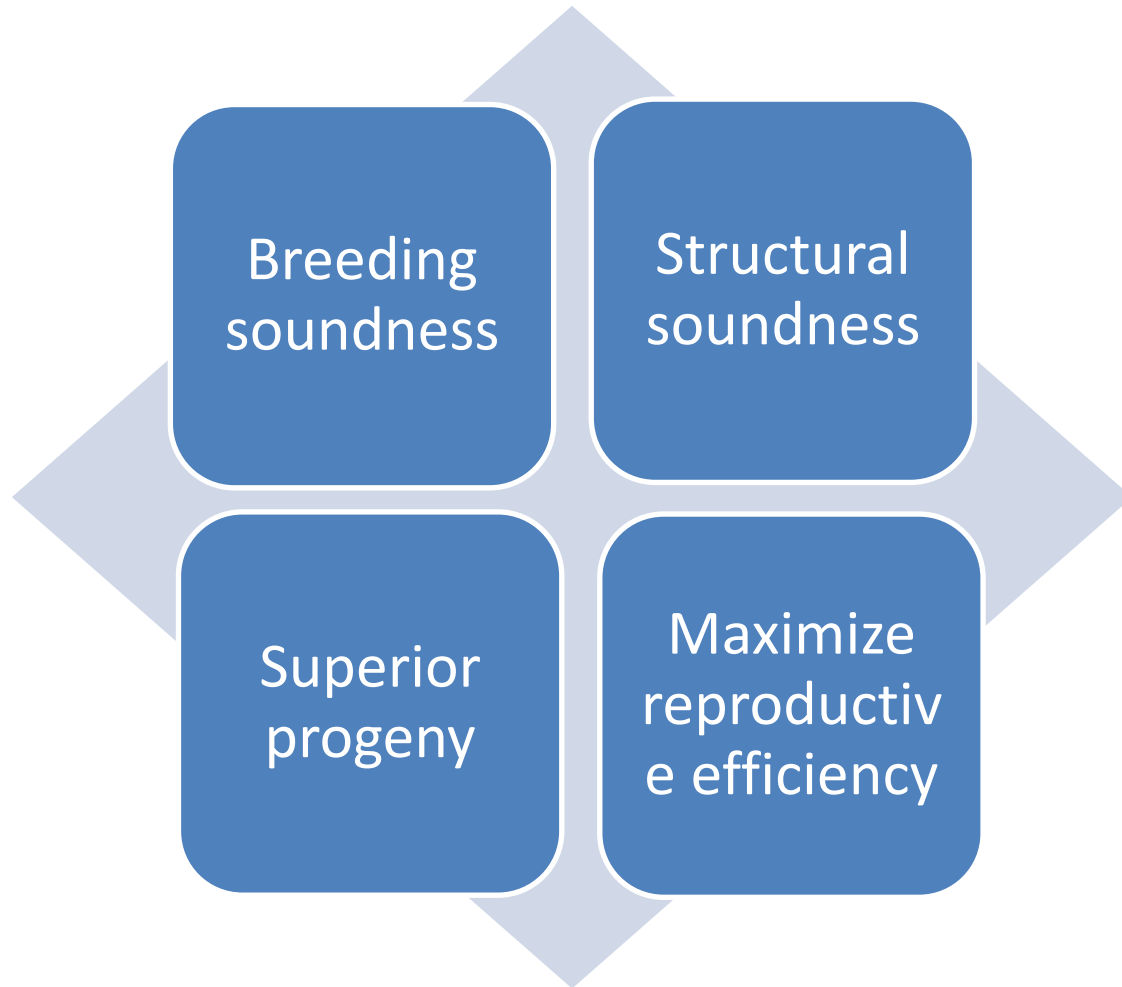 Breeding
soundness
Structural
soundness
Superior
progeny
Maximize
reproductiv
e efficiency